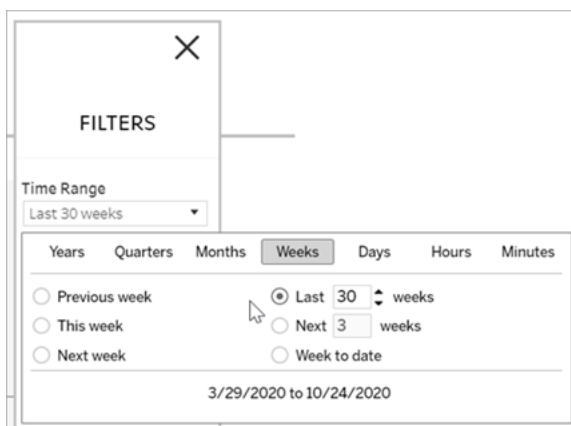 FILTERS
Time Range
Last 30 weeks
Years Quarters Months Weeks Days Hours Minutes
Previous week Last 30 weeks
This week Next 3 weeks
Next week Week to date
3/29/2020 to 10/24/2020